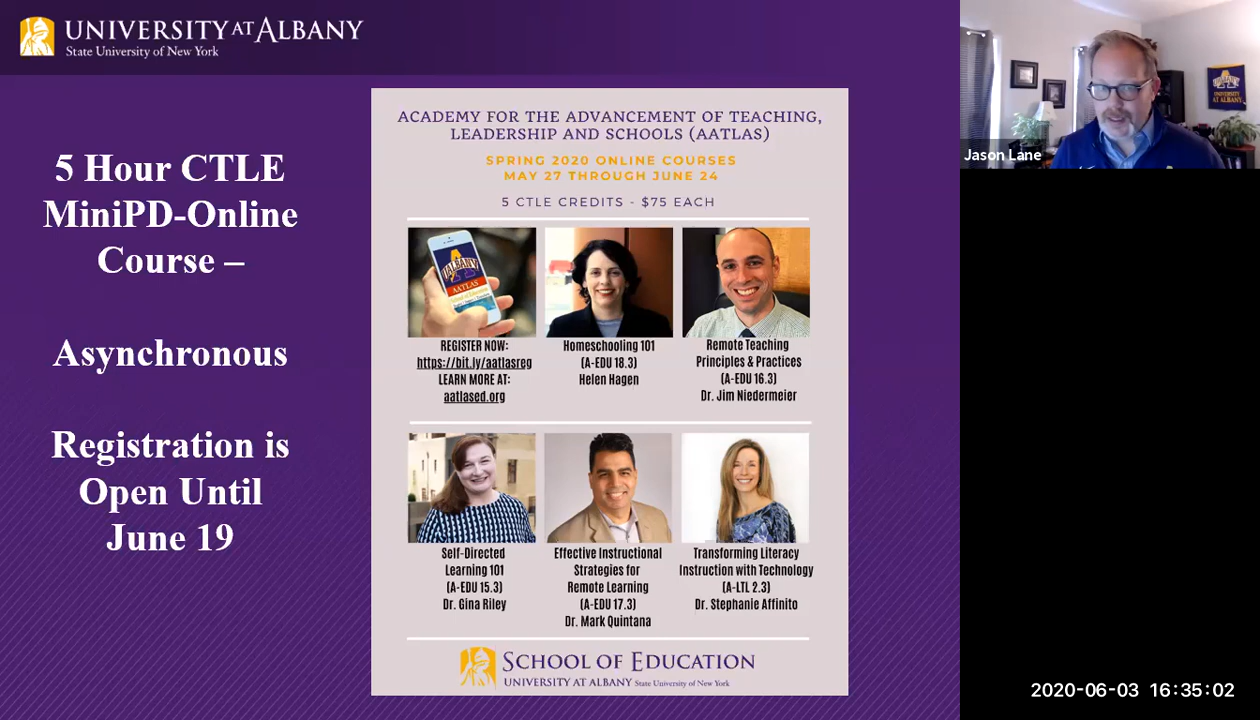 UNIVERSITY AT ALBANY
State University of New York
5 Hour CTLE
MiniPD-Online
Course –
Asynchronous
Registration is
Open Until
June 19
ACADEMY FOR THE ADVANCEMENT OF TEACHING,
LEADERSHIP AND SCHOOLS (AATLAS)
SPRING 2020 ONLINE COURSES
MAY 27 THROUGH JUNE 24
5 CTLE CREDITS - $75 EACH
ALBANY
AATLAS
REGISTER NOW:
https://bit.ly/aatlasreg
LEARN MORE AT:
aatlased.org
Homeschooling 101
(A-EDU 18.3)
Helen Hagen
Remote Teaching
Principles & Practices
(A-EDU 16.3)
Dr. Jim Niedermeier
Self-Directed
Learning 101
(A-EDU 15.3)
Dr. Gina Riley
Effective Instructional
Strategies for
Remote Learning
(A-EDU 17.3)
Dr. Mark Quintana
Transforming Literacy
Instruction with Technology
(A-LTL 2.3)
Dr. Stephanie Affinito
SCHOOL OF EDUCATION
UNIVERSITY AT ALBANY State University of New York
UNIVERSITY
AT ALBANY
Jason Lane
2020-06-03 16:35:02